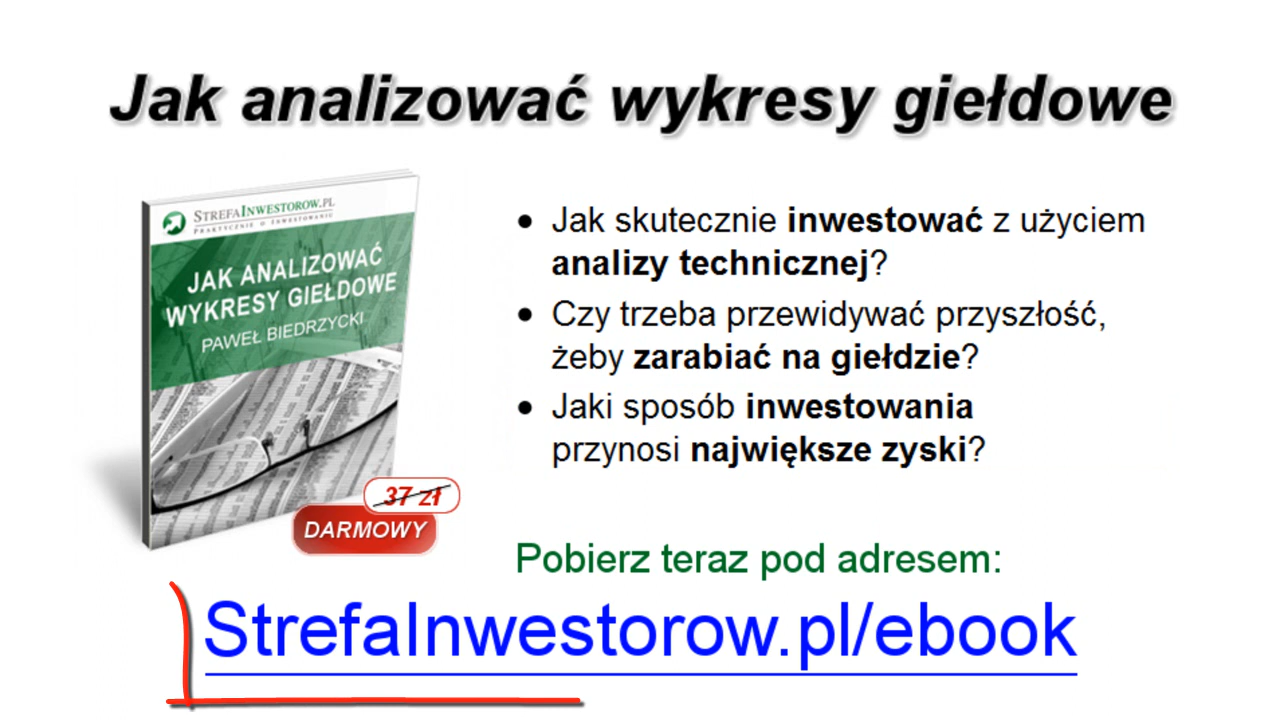 Jak analizować wykresy giełdowe
STREFAINWESTOROW.PL
PRAKTYCZNIE O INWESTOWANIU
JAK ANALIZOWAĆ
WYKRESY GIEŁDOWE
PAWEŁ BIEDRZYCKI
37 zł
DARMOWY
• Jak skutecznie inwestować z użyciem
analizy technicznej?
• Czy trzeba przewidywać przyszłość,
żeby zarabiać na giełdzie?
• Jaki sposób inwestowania
przynosi największe zyski?
Pobierz teraz pod adresem:
StrefaInwestorow.pl/ebook